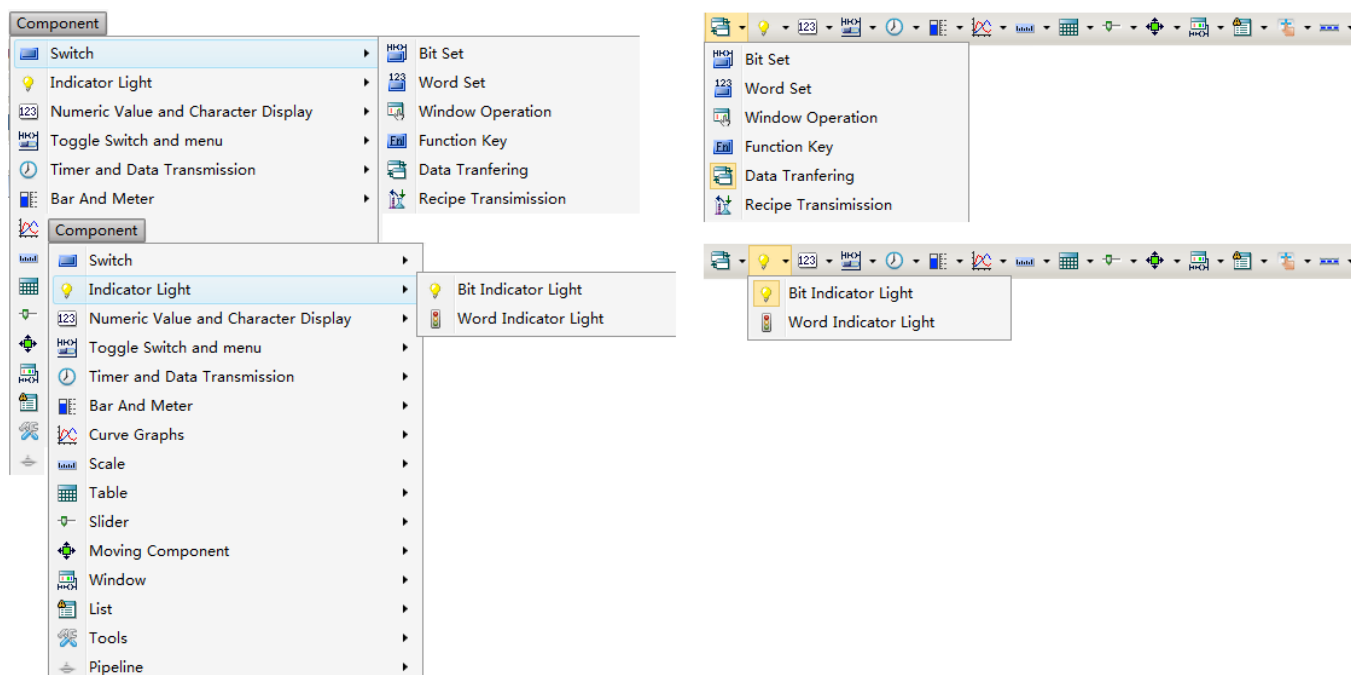 Component
Switch
Indicator Light
Numeric Value and Character Display
Toggle Switch and menu
Timer and Data Transmission
Bar And Meter
Bit Set
Word Set
Window Operation
Function Key
Data Tranfering
Recipe Transimission
Component
Switch
Indicator Light
Numeric Value and Character Display
Toggle Switch and menu
Timer and Data Transmission
Bar And Meter
Curve Graphs
Scale
Table
Slider
Moving Component
Window
List
Tools
Pipeline
Bit Indicator Light
Word Indicator Light
123
Bit Set
Word Set
Window Operation
Function Key
Data Tranfering
Recipe Transimission
123
Bit Indicator Light
Word Indicator Light